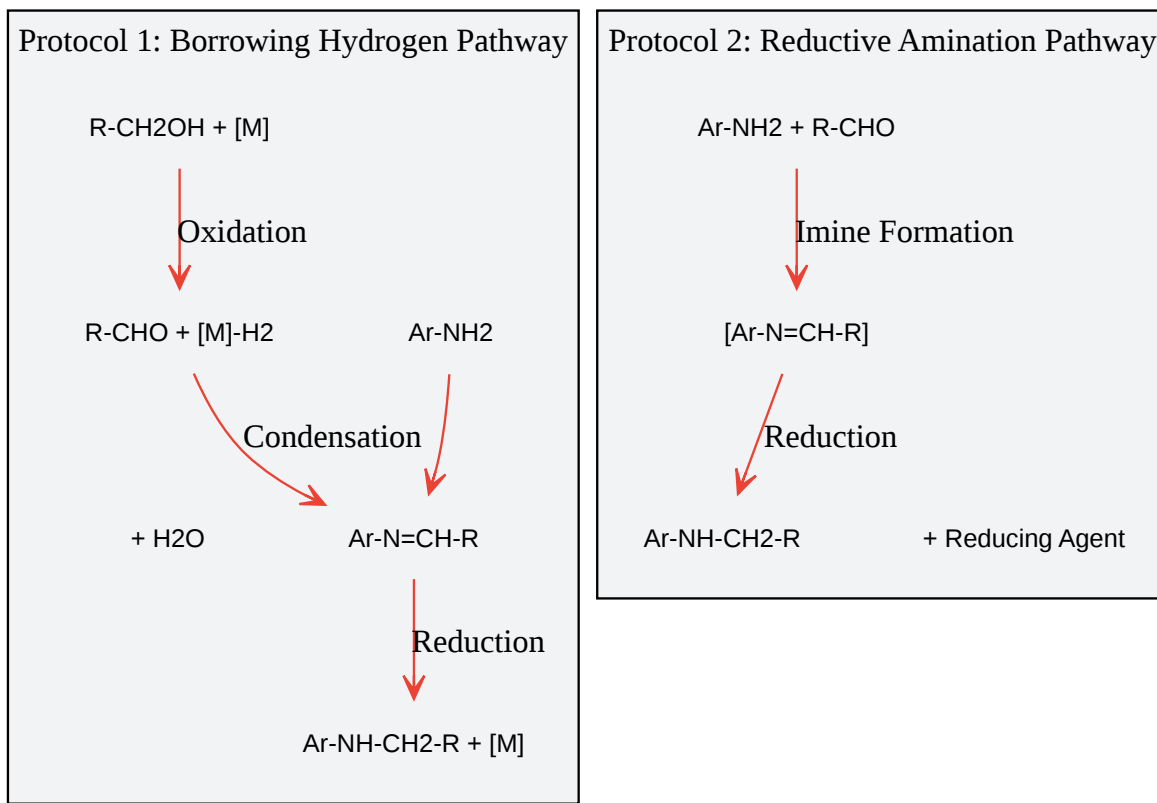 Protocol 1: Borrowing Hydrogen Pathway
R-CH2OH + [M]
Oxidation
R-CHO + [M]-H2
Ar-NH2
Condensation
+ H2O
Ar-N=CH-R
Reduction
Ar-NH-CH2-R + [M]
Protocol 2: Reductive Amination Pathway
Ar-NH2 + R-CHO
Imine Formation
[Ar-N=CH-R]
Reduction
Ar-NH-CH2-R
+ Reducing Agent